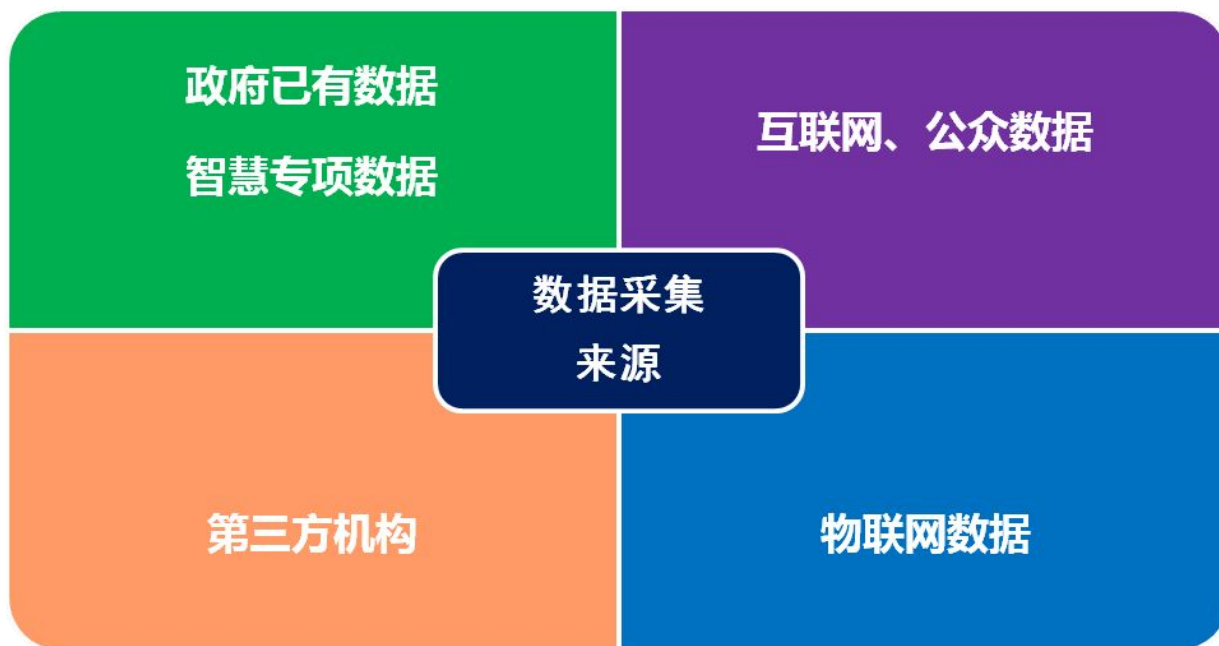 政府已有数据
智慧专项数据
互联网、公众数据
数据采集
来源
第三方机构
物联网数据